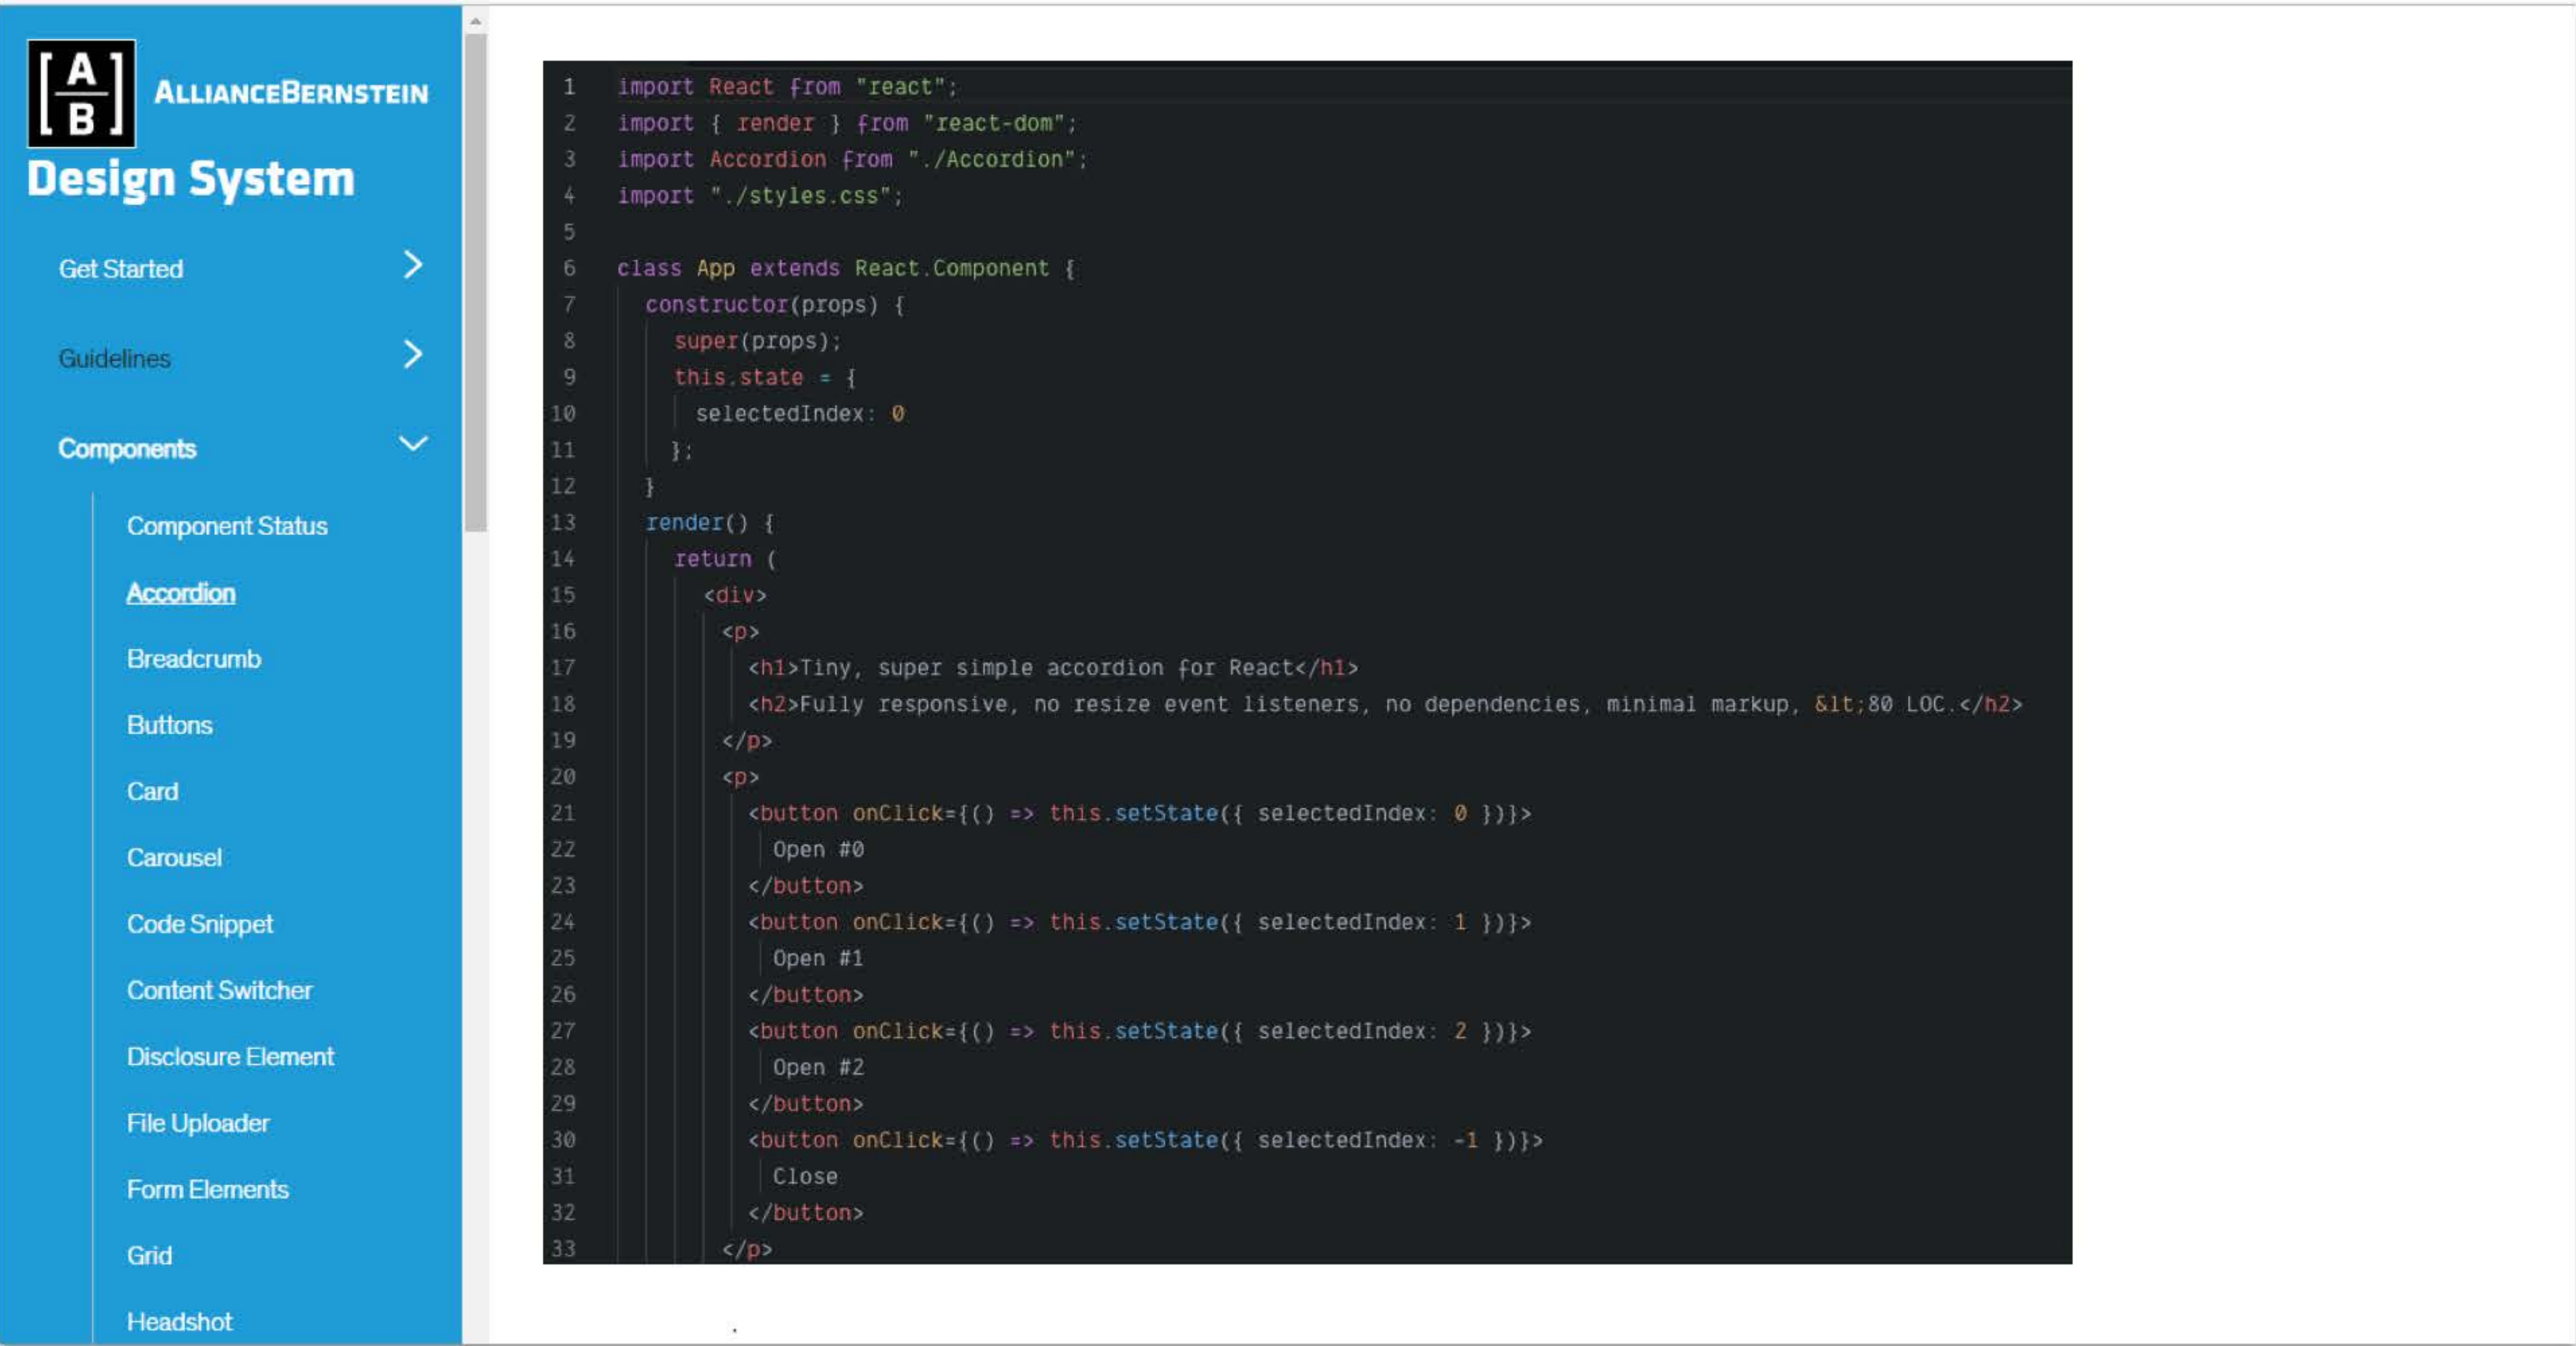 [A/B] ALLIANCEBERNSTEIN
Design System
Get Started
Guidelines
Components
Component Status
Accordion
Breadcrumb
Buttons
Card
Carousel
Code Snippet
Content Switcher
Disclosure Element
File Uploader
Form Elements
Grid
Headshot
1 import React from "react";
2 import { render } from "react-dom";
3 import Accordion from "./Accordion";
4 import "./styles.css";
5
6 class App extends React.Component {
7 constructor(props) {
8 super(props);
9 this.state = {
10 selectedIndex: 0
11 };
12 }
13 render() {
14 return (
15 <div>
16 <p>
17 <h1>Tiny, super simple accordion for React</h1>
18 <h2>Fully responsive, no resize event listeners, no dependencies, minimal markup, &lt;80 LOC.</h2>
19 </p>
20 <p>
21 <button onClick={() => this.setState({ selectedIndex: 0 })}>
22 Open #0
23 </button>
24 <button onClick={() => this.setState({ selectedIndex: 1 })}>
25 Open #1
26 </button>
27 <button onClick={() => this.setState({ selectedIndex: 2 })}>
28 Open #2
29 </button>
30 <button onClick={() => this.setState({ selectedIndex: -1 })}>
31 Close
32 </button>
33 </p>